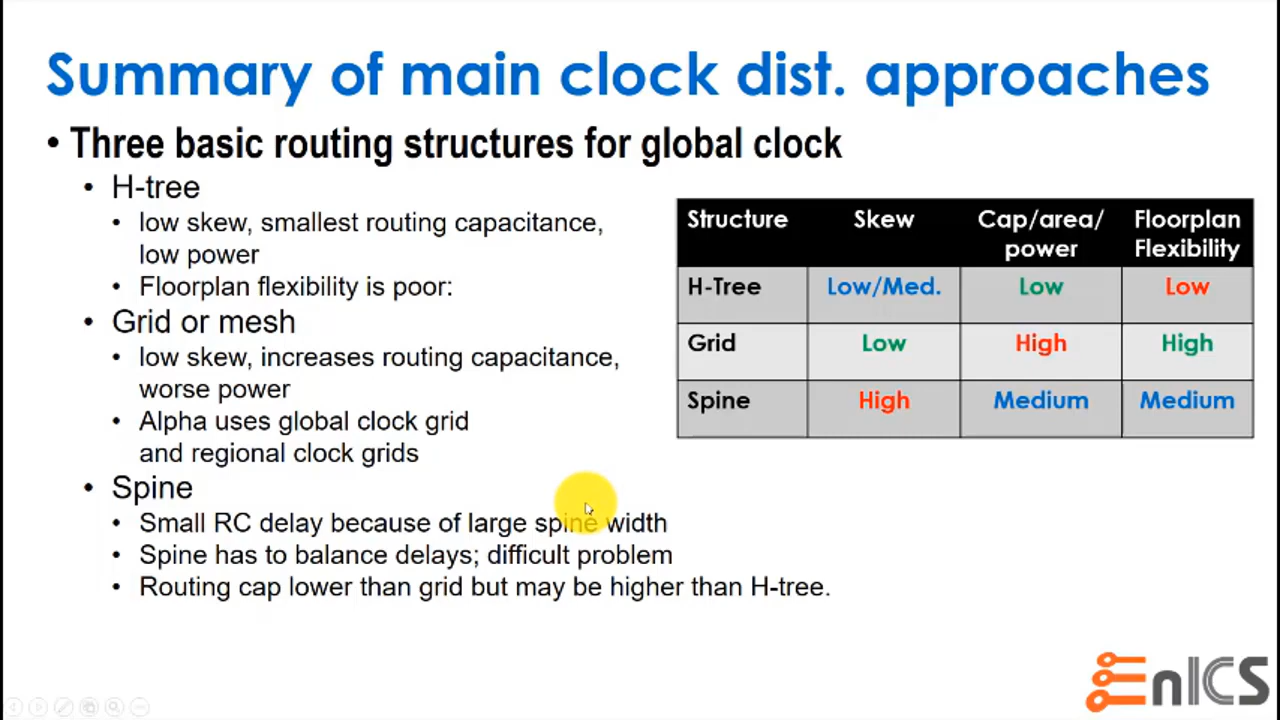 Summary of main clock dist. approaches
• Three basic routing structures for global clock
• H-tree
• low skew, smallest routing capacitance,
low power
• Floorplan flexibility is poor:
• Grid or mesh
• low skew, increases routing capacitance,
worse power
• Alpha uses global clock grid
and regional clock grids
• Spine
• Small RC delay because of large spine width
• Spine has to balance delays; difficult problem
• Routing cap lower than grid but may be higher than H-tree.
Structure Skew Cap/area/ Floorplan
power Flexibility
H-Tree Low/Med. Low Low
Grid Low High High
Spine High Medium Medium
EnICS